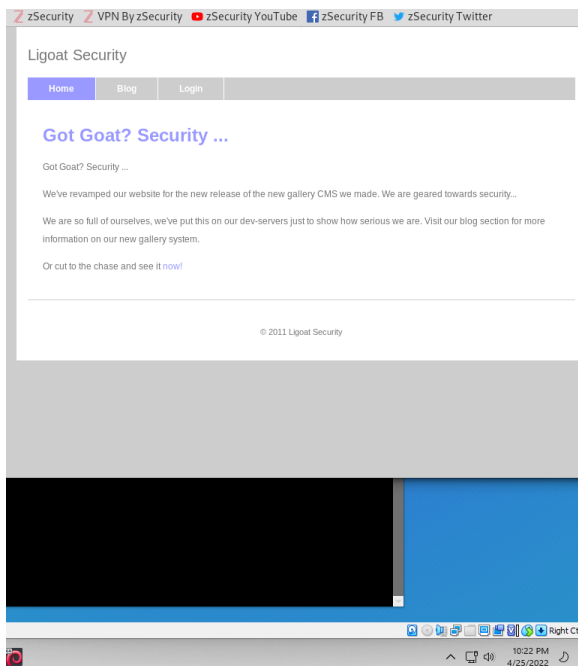 zSecurity VPN By zSecurity zSecurity YouTube zSecurity FB zSecurity Twitter
Ligoat Security
Home Blog Login
Got Goat? Security ...
Got Goat? Security ...
We've revamped our website for the new release of the new gallery CMS we made. We are geared towards security...
We are so full of ourselves, we've put this on our dev-servers just to show how serious we are. Visit our blog section for more
information on our new gallery system.
Or cut to the chase and see it now!
© 2011 Ligoat Security
Right Ct
10:22 PM
4/25/2022